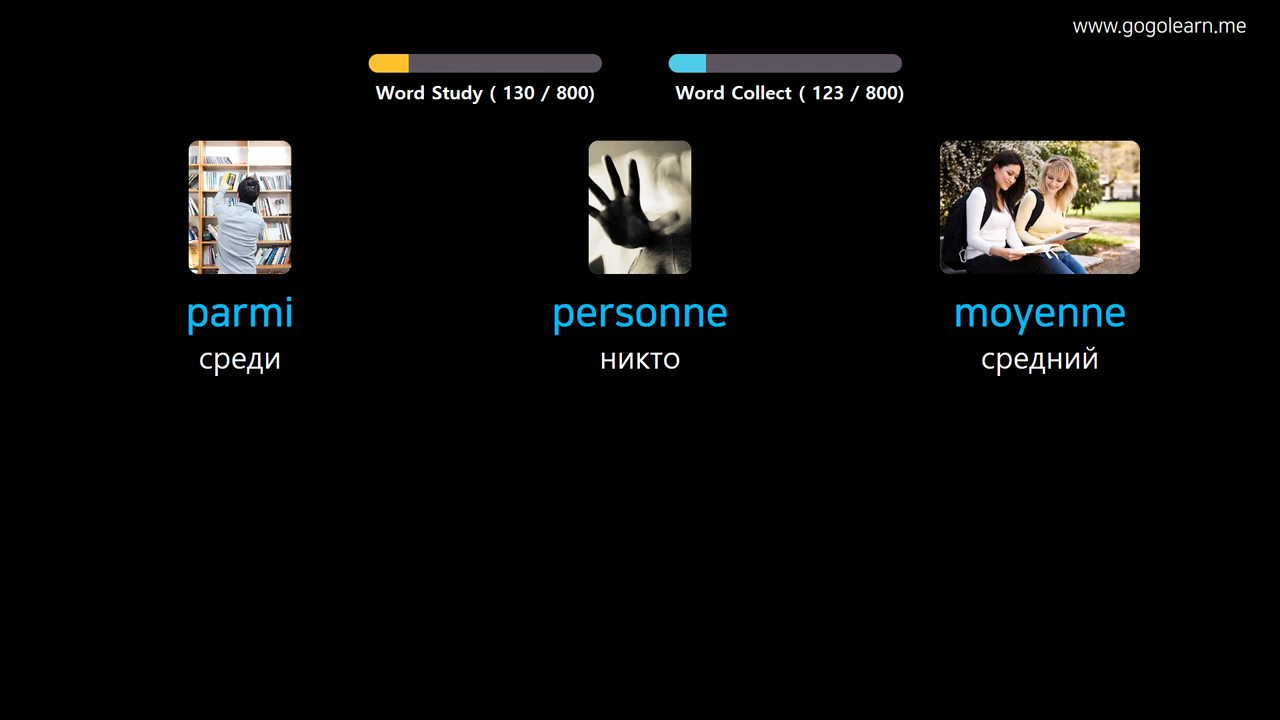 www.gogolearn.me
Word Study ( 130 / 800)
Word Collect ( 123 / 800)
parmi
personne
moyenne
среди
никто
средний